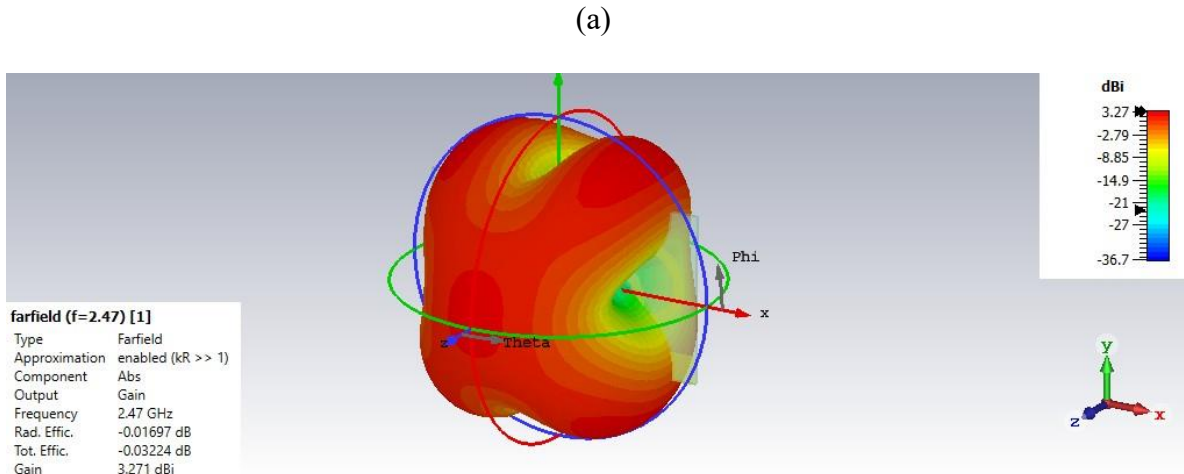 (a)
dBi
3.27
-2.79
-8.85
-14.9
-21
-27
-36.7
Phi
x
z Theta
farfield (f=2.47) [1]
Type Farfield
Approximation enabled (kR >> 1)
Component Abs
Output Gain
Frequency 2.47 GHz
Rad. Effic. -0.01697 dB
Tot. Effic. -0.03224 dB
Gain 3.271 dBi
y
z x